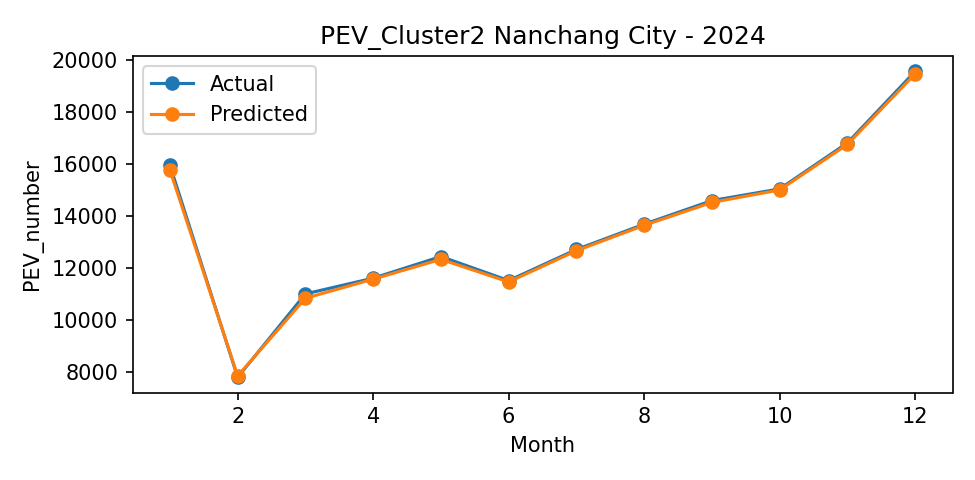 PEV_Cluster2 Nanchang City - 2024
Actual
Predicted
PEV_number
20000
18000
16000
14000
12000
10000
8000
2 4 6 8 10 12
Month